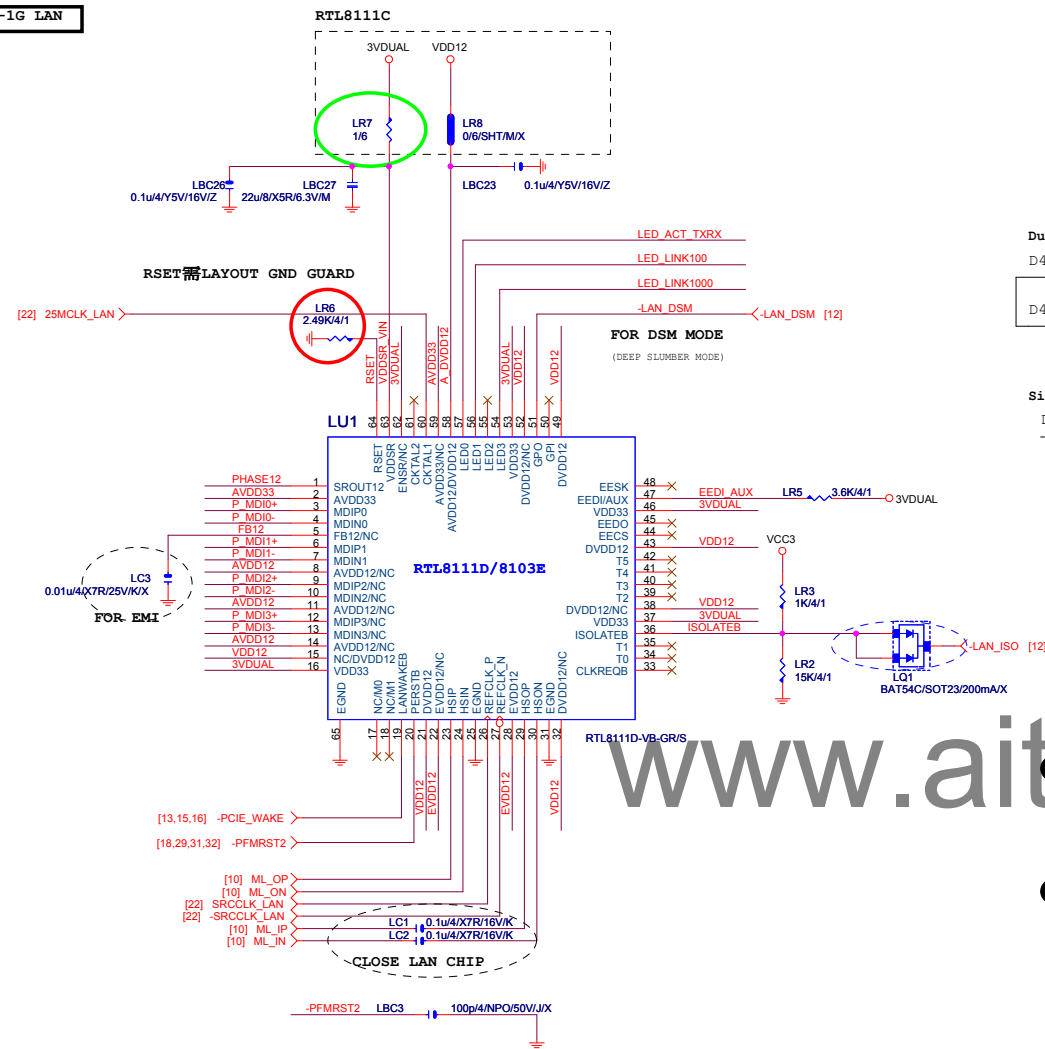 -1G LAN
RTL8111C
3VDUAL
VDD12
LR7
1/6
LR8
0/6/SHT/M/X
LBC26
0.1u/4/Y5V/16V/Z
LBC27
22u/8/X5R/6.3V/M
LBC23
0.1u/4/Y5V/16V/Z
LED_ACT_TXRX
LED_LINK100
LED_LINK1000
-LAN_DSM
-LAN_DSM [12]
FOR DSM MODE
(DEEP SLUMBER MODE)
RSET需LAYOUT GND GUARD
[22] 25MCLK_LAN
LR6
2.49K/4/1
RSET
VDDSR_VIN
3VDUAL
AVDD33
A_DVDD12
3VDUAL
VDD12
VDD12
LU1
64
63
62
61
60
59
58
57
56
55
54
53
52
51
50
49
RSET
VDDSR
ENSR/NC
CKTAL2
CKTAL1
AVDD33/NC
AVDD12/DVDD12
LED0
LED1
LED2
LED3
VDD33
DVDD12/NC
GPO
GPI
DVDD12
PHASE12 1 SROUT12
AVDD33 2 AVDD33
P_MDI0+ 3 MDIP0
P_MDI0- 4 MDIN0
FB12 5 FB12/NC
P_MDI1+ 6 MDIP1
P_MDI1- 7 MDIN1
AVDD12 8 AVDD12/NC
P_MDI2+ 9 MDIP2/NC
P_MDI2- 10 MDIN2/NC
AVDD12 11 AVDD12/NC
P_MDI3+ 12 MDIP3/NC
P_MDI3- 13 MDIN3/NC
AVDD12 14 AVDD12/NC
VDD12 15 NC/DVDD12
3VDUAL 16 VDD33
RTL8111D/8103E
EESK 48
EEDI/AUX 47 EEDI_AUX
VDD33 46 3VDUAL
EEDO 45
EECS 44
DVDD12 43 VDD12
T5 42
T4 41
T3 40
T2 39
DVDD12/NC 38 VDD12
VDD33 37 3VDUAL
ISOLATEB 36 ISOLATEB
T1 35
T0 34
CLKREQB 33
LR5 3.6K/4/1
3VDUAL
VCC3
LR3
1K/4/1
LR2
15K/4/1
LQ1
BAT54C/SOT23/200mA/X
-LAN_ISO [12]
LC3
0.01u/4/X7R/25V/K/X
FOR EMI
EGND
NC/M0
NC/M1
LANWAKEB
PERSTB
DVDD12
EVDD12/NC
HSIP
HSIN
EGND
REFCLK_P
REFCLK_N
EVDD12
HSOP
HSON
EGND
DVDD12/NC
65
17
18
19
20
21
22
23
24
25
26
27
28
29
30
31
32
RTL8111D-VB-GR/S
VDD12
EVDD12
EVDD12
VDD12
[13,15,16] -PCIE_WAKE
[18,29,31,32] -PFMRST2
[10] ML_OP
[10] ML_ON
[22] SRCCLK_LAN
[22] -SRCCLK_LAN
[10] ML_IP
[10] ML_IN
LC1 0.1u/4/X7R/16V/K
LC2 0.1u/4/X7R/16V/K
CLOSE LAN CHIP
-PFMRST2
LBC3
100p/4/NPO/50V/J/X
Du
D4
D4
Si
www.ait